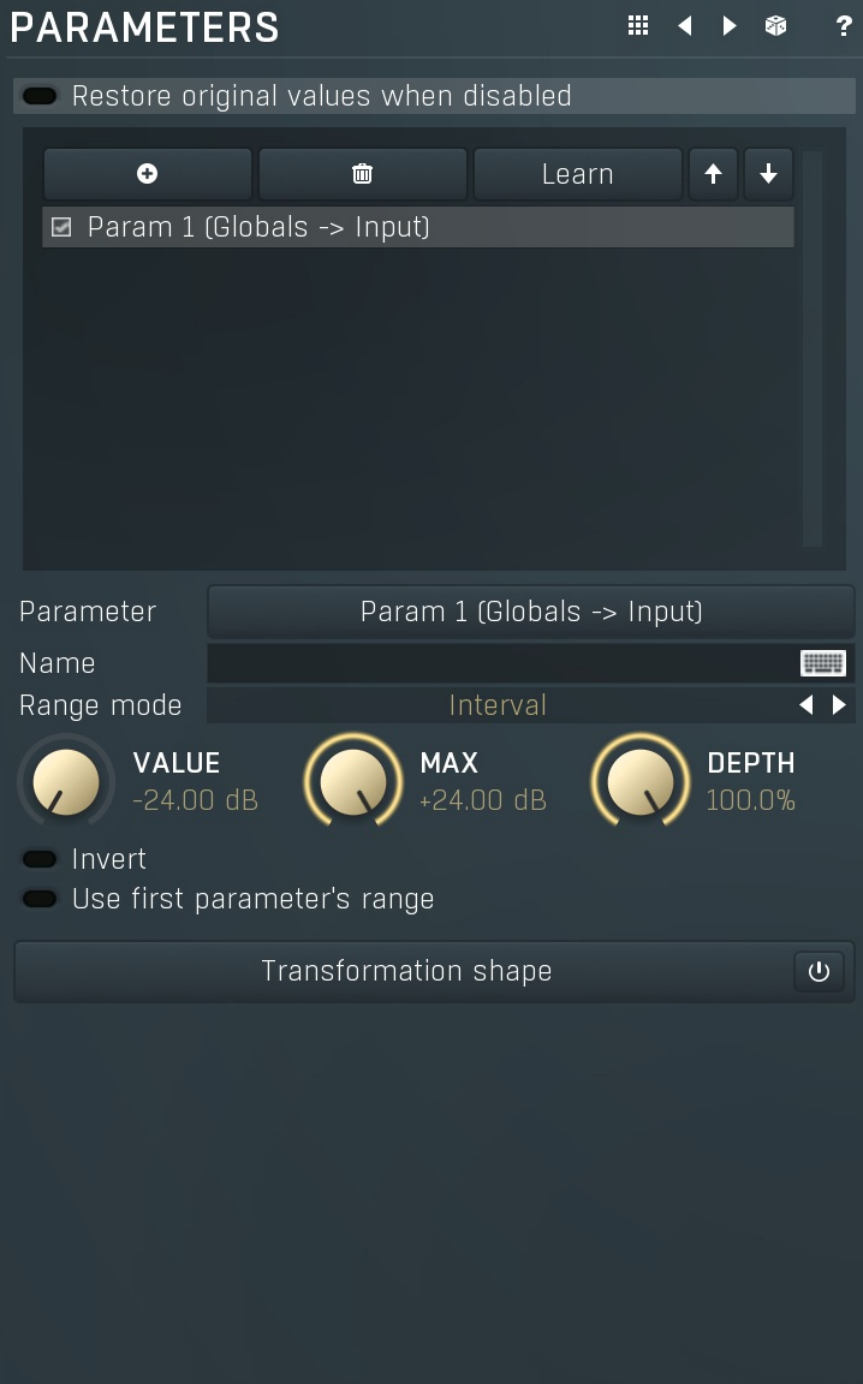 PARAMETERS ?
Restore original values when disabled
Learn
Param 1 (Globals -> Input)
Parameter Param 1 (Globals -> Input)
Name
Range mode Interval
VALUE MAX DEPTH
-24.00 dB +24.00 dB 100.0%
Invert
Use first parameter's range
Transformation shape